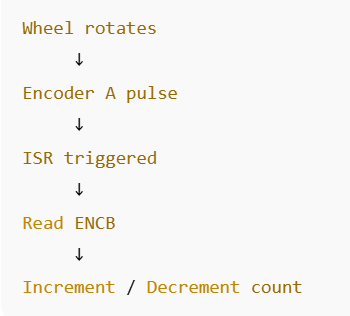 Wheel rotates
↓
Encoder A pulse
↓
ISR triggered
↓
Read ENCB
↓
Increment / Decrement count